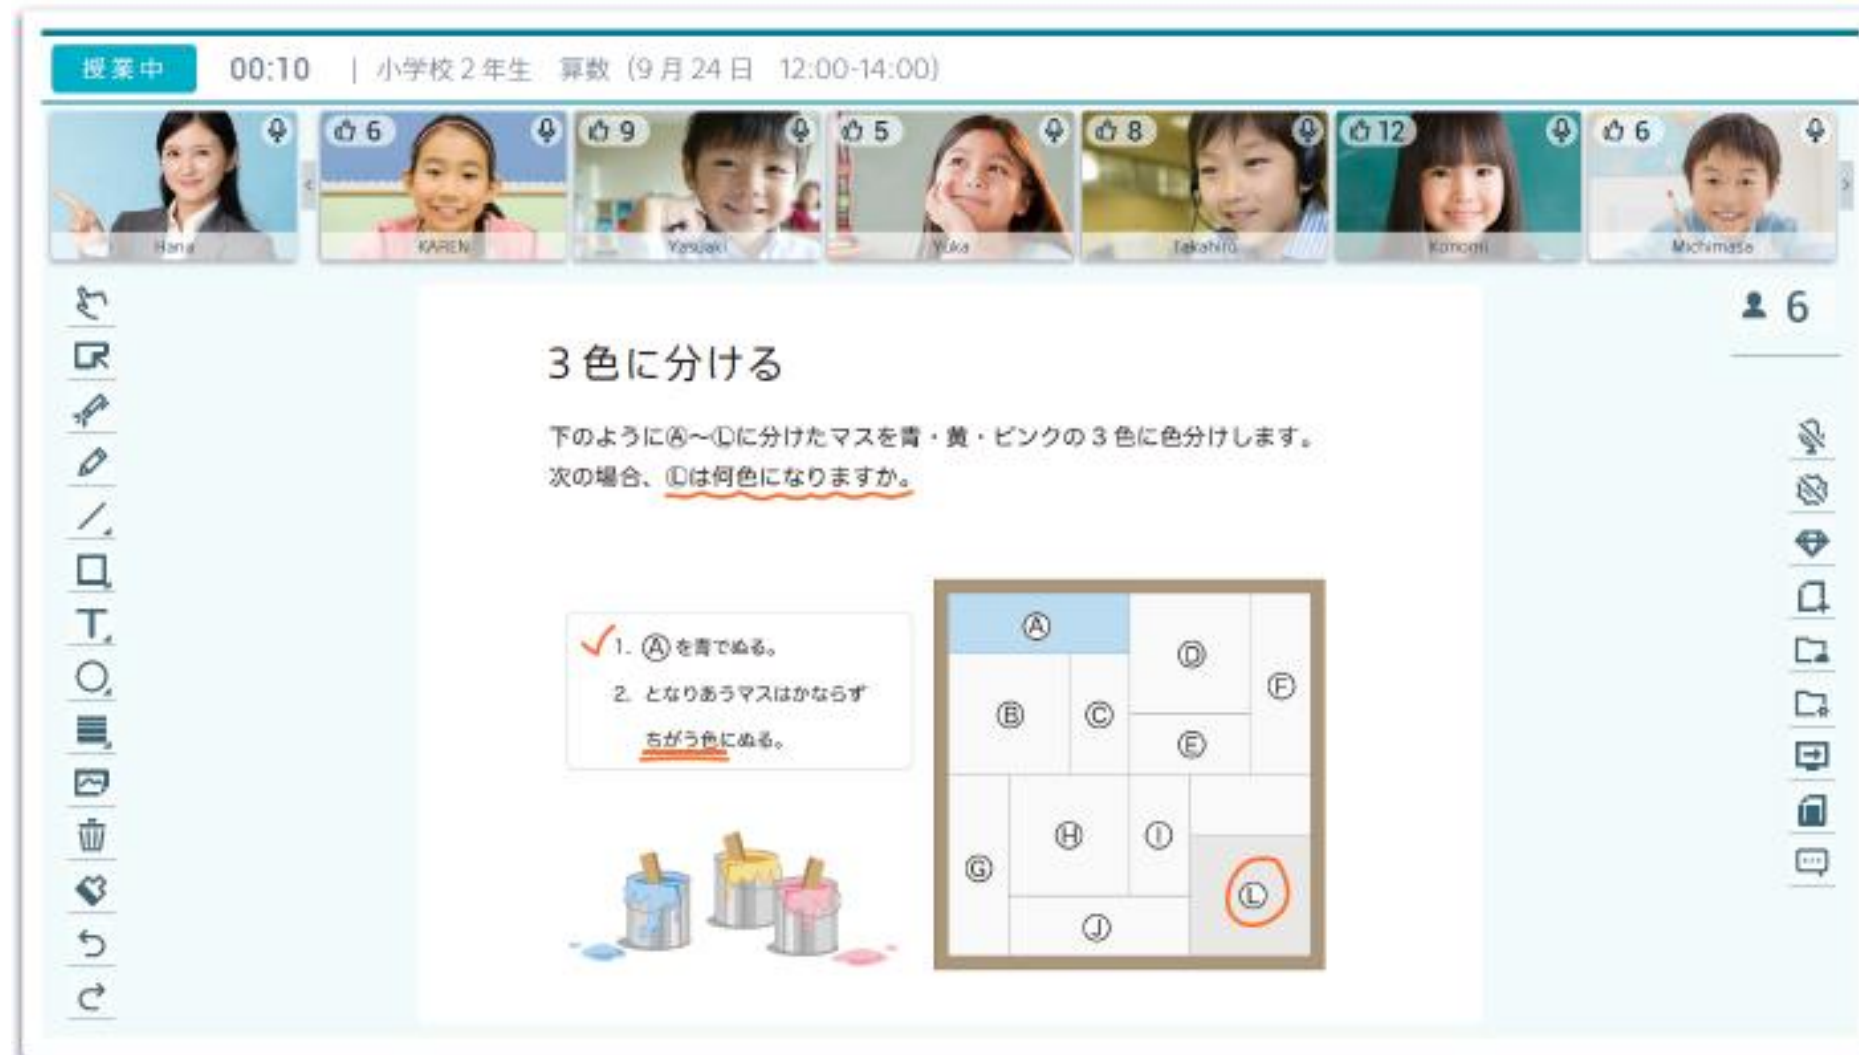 授業中 00:10 | 小学校2年生 算数(9月24日 12:00-14:00)
6 9 5 8 12 6
Hana KAREN Yasuaki Yuka Takahiro Konomi Michimasa
6
3色に分ける
下のようにⒶ〜Ⓛに分けたマスを青・黄・ピンクの3色に色分けします。
次の場合、Ⓛは何色になりますか。
1. Ⓐを青でぬる。
2. となりあうマスはかならず
ちがう色にぬる。
Ⓐ
Ⓓ
Ⓕ
Ⓑ Ⓒ
Ⓔ
Ⓗ Ⓘ
Ⓖ
Ⓛ
Ⓙ
T